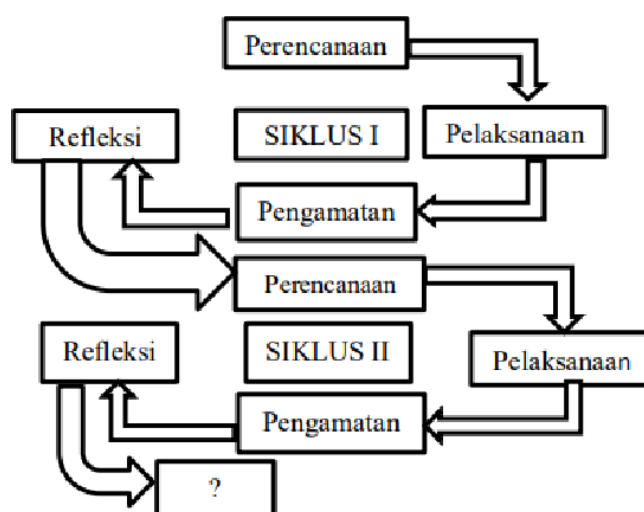 Perencanaan
Refleksi
SIKLUS I
Pelaksanaan
Pengamatan
Perencanaan
Refleksi
SIKLUS II
Pelaksanaan
Pengamatan
?